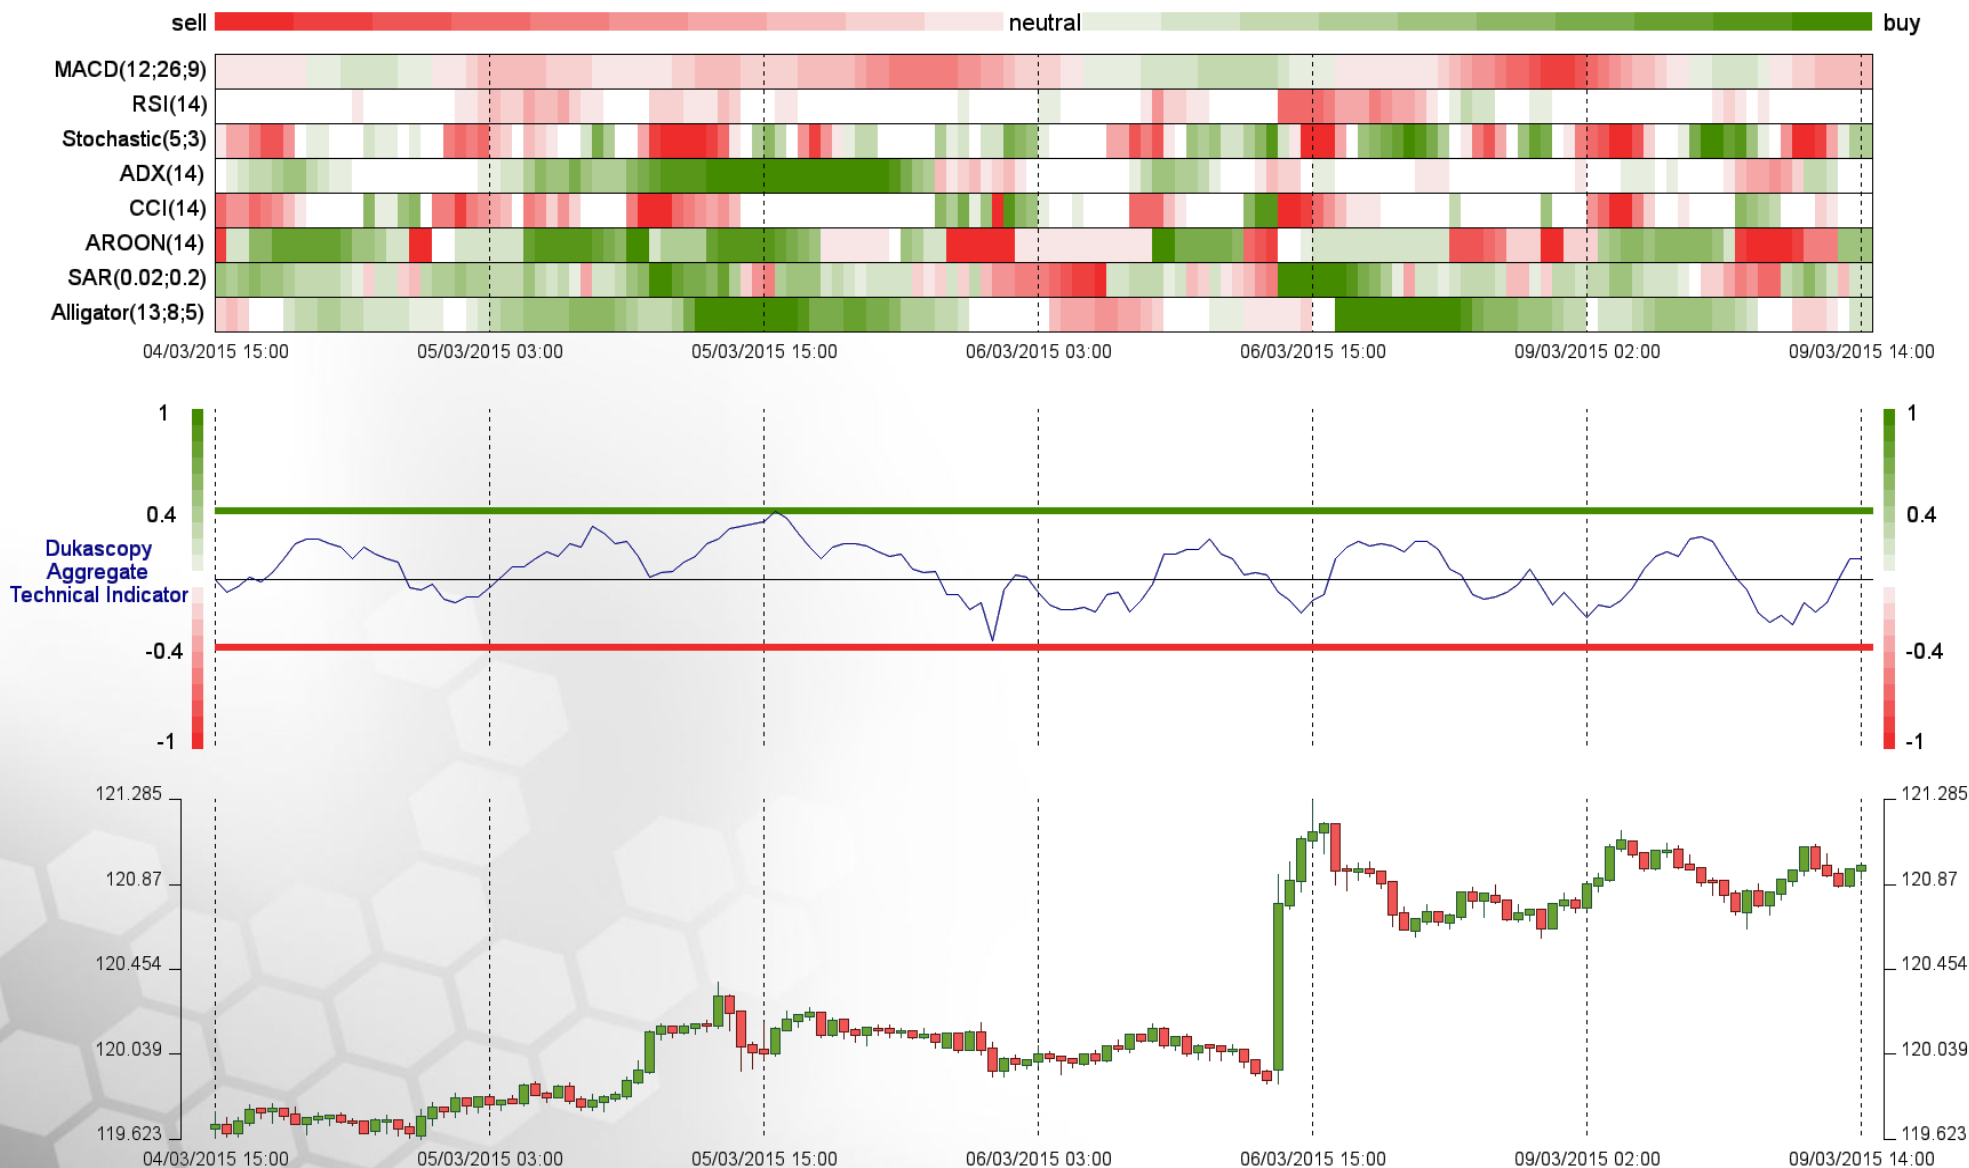 sell neutral buy
MACD(12;26;9)
RSI(14)
Stochastic(5;3)
ADX(14)
CCI(14)
AROON(14)
SAR(0.02;0.2)
Alligator(13;8;5)
04/03/2015 15:00 05/03/2015 03:00 05/03/2015 15:00 06/03/2015 03:00 06/03/2015 15:00 09/03/2015 02:00 09/03/2015 14:00
1 1
0.4 0.4
Dukascopy
Aggregate
Technical Indicator
-0.4 -0.4
-1 -1
121.285 121.285
120.87 120.87
120.454 120.454
120.039 120.039
119.623 119.623
04/03/2015 15:00 05/03/2015 03:00 05/03/2015 15:00 06/03/2015 03:00 06/03/2015 15:00 09/03/2015 02:00 09/03/2015 14:00